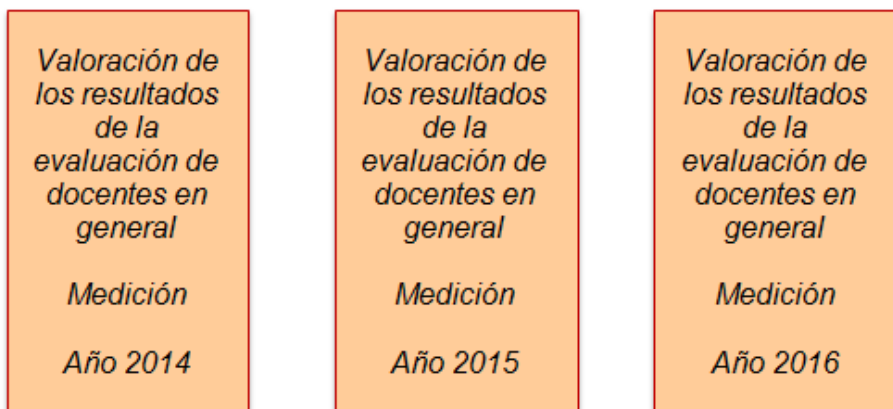 Valoración de
los resultados
de la
evaluación de
docentes en
general
Medición
Año 2014
Valoración de
los resultados
de la
evaluación de
docentes en
general
Medición
Año 2015
Valoración de
los resultados
de la
evaluación de
docentes en
general
Medición
Año 2016